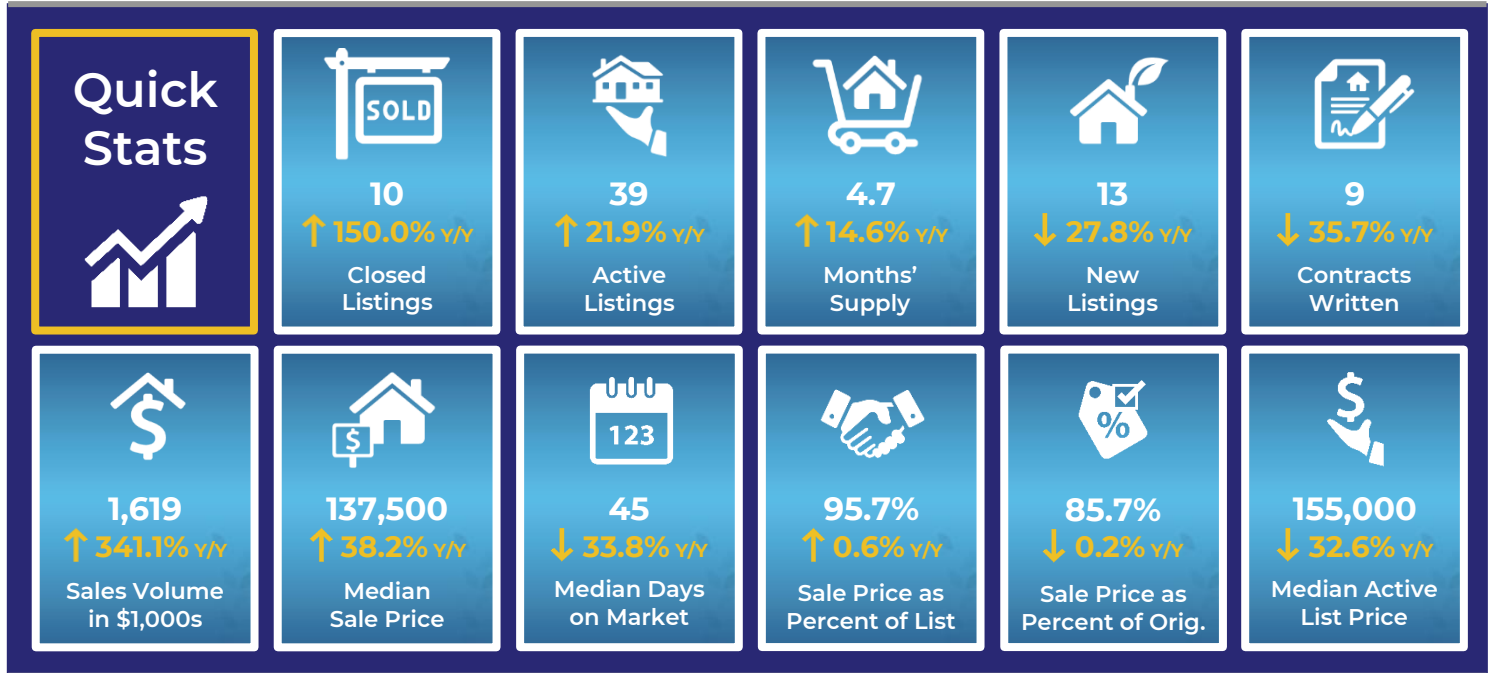 Quick
Stats
SOLD
10
↑ 150.0% Y/Y
Closed
Listings
39
↑ 21.9% Y/Y
Active
Listings
4.7
↑ 14.6% Y/Y
Months’
Supply
13
↓ 27.8% Y/Y
New
Listings
9
↓ 35.7% Y/Y
Contracts
Written
$
1,619
↑ 341.1% Y/Y
Sales Volume
in $1,000s
$
137,500
↑ 38.2% Y/Y
Median
Sale Price
123
45
↓ 33.8% Y/Y
Median Days
on Market
95.7%
↑ 0.6% Y/Y
Sale Price as
Percent of List
%
85.7%
↓ 0.2% Y/Y
Sale Price as
Percent of Orig.
$
155,000
↓ 32.6% Y/Y
Median Active
List Price